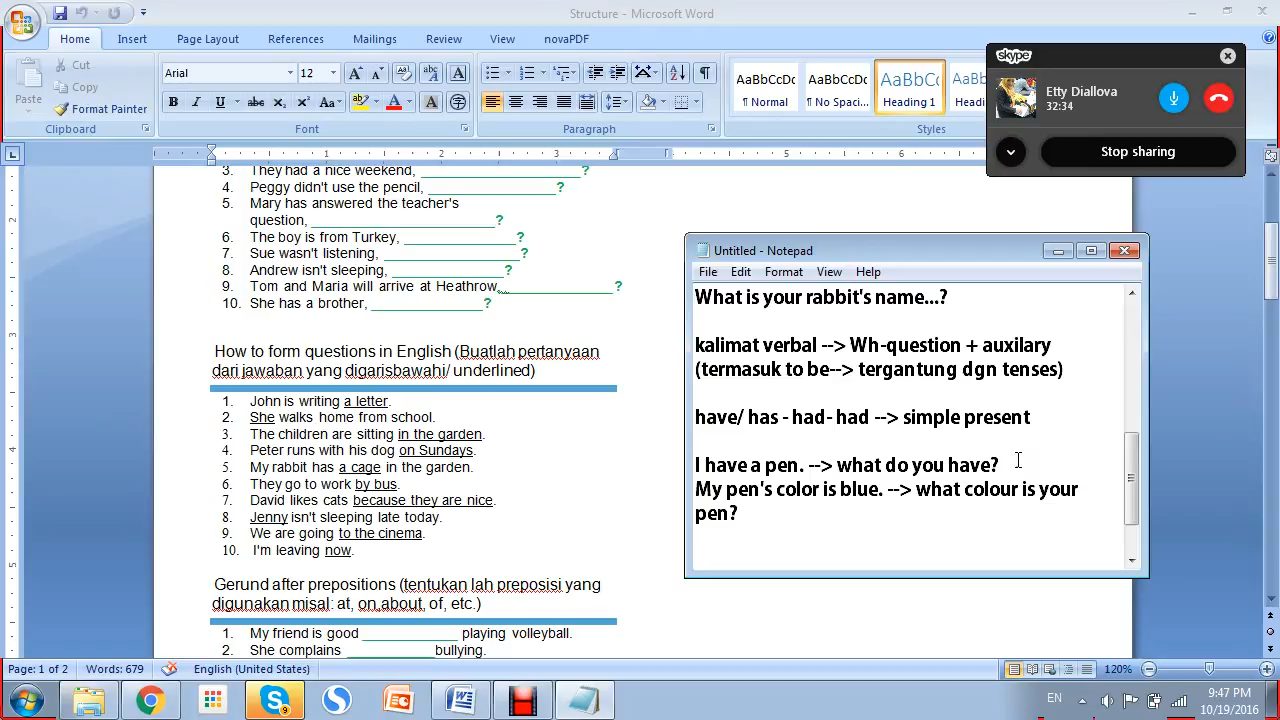 Structure - Microsoft Word
Home Insert Page Layout References Mailings Review View novaPDF
Paste
Cut
Copy
Format Painter
Clipboard
Arial 12
Font
Paragraph
AaBbCcDc AaBbCcDc AaBbC AaBbC
¶ Normal ¶ No Spaci... Heading 1
Styles
skype
Etty Diallova
32:34
Stop sharing
3. They had a nice weekend, ____________________?
4. Peggy didn't use the pencil, ________________?
5. Mary has answered the teacher's
question, _______________________?
6. The boy is from Turkey, ______________?
7. Sue wasn't listening, _________________?
8. Andrew isn't sleeping, ______________?
9. Tom and Maria will arrive at Heathrow, ______________?
10. She has a brother, ______________?
How to form questions in English (Buatlah pertanyaan
dari jawaban yang digarisbawahi/ underlined)
1. John is writing a letter.
2. She walks home from school.
3. The children are sitting in the garden.
4. Peter runs with his dog on Sundays.
5. My rabbit has a cage in the garden.
6. They go to work by bus.
7. David likes cats because they are nice.
8. Jenny isn't sleeping late today.
9. We are going to the cinema.
10. I'm leaving now.
Gerund after prepositions (tentukan lah preposisi yang
digunakan misal: at, on,about, of, etc.)
1. My friend is good ____________ playing volleyball.
2. She complains ___________ bullying.
Untitled - Notepad
File Edit Format View Help
What is your rabbit's name...?
kalimat verbal --> Wh-question + auxilary
(termasuk to be--> tergantung dgn tenses)
have/ has - had- had --> simple present
I have a pen. --> what do you have?
My pen's color is blue. --> what colour is your
pen?
Page: 1 of 2 Words: 679 English (United States) 120%
EN
9:47 PM
10/19/2016